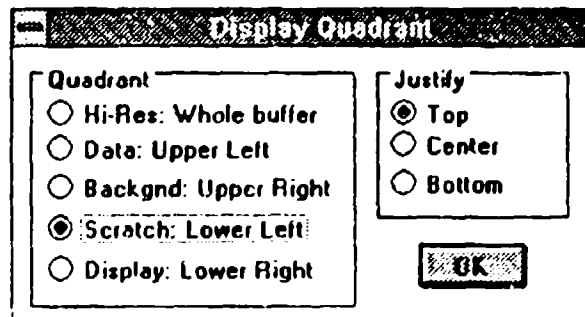 Display Quadrant
Quadrant
Hi-Res: Whole buffer
Data: Upper Left
Backgnd: Upper Right
Scratch: Lower Left
Display: Lower Right
Justify
Top
Center
Bottom
OK